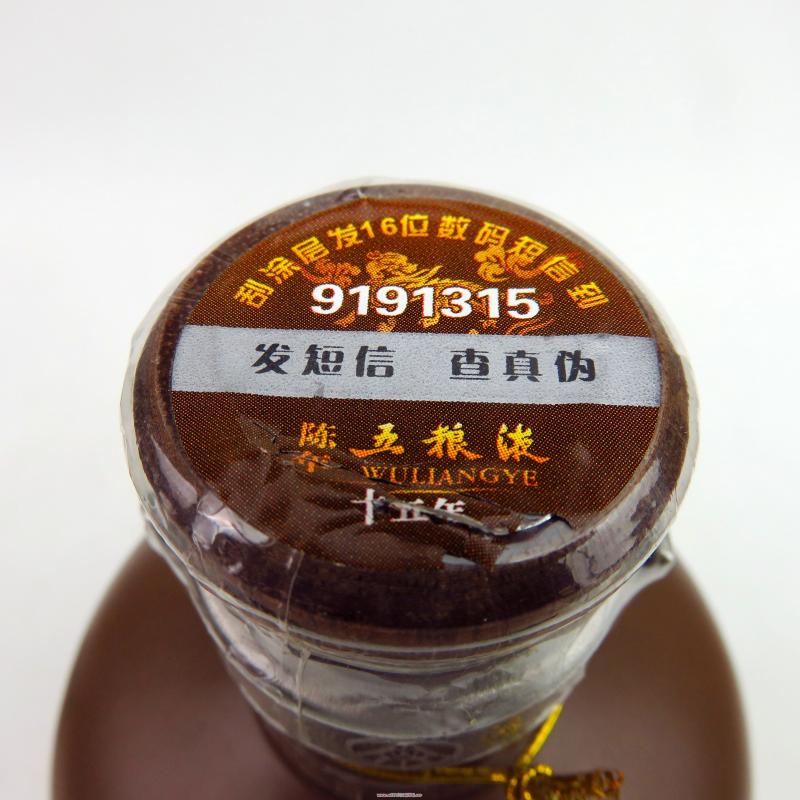 刮涂层发16位数码短信到
9191315
发短信 查真伪
陈年 五粮液
WULIANGYE
十五年